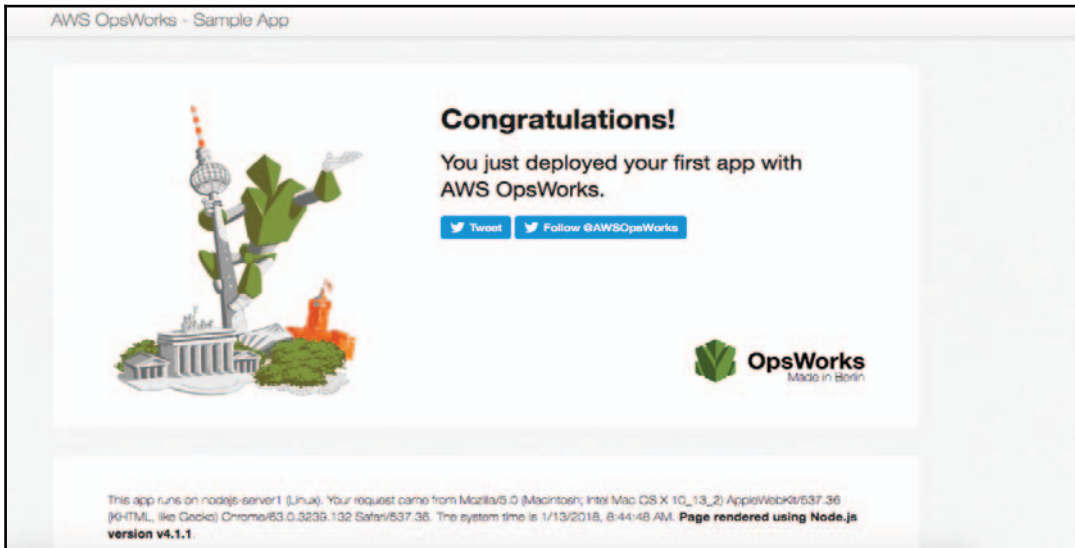 AWS OpsWorks - Sample App
Congratulations!
You just deployed your first app with
AWS OpsWorks.
Tweet
Follow @AWSOpsWorks
OpsWorks
Made in Berlin
This app runs on nodejs-server1 (Linux). Your request came from Mozilla/5.0 (Macintosh; Intel Mac OS X 10_13_2) AppleWebKit/537.36
(KHTML, like Gecko) Chrome/63.0.3239.132 Safari/537.36. The system time is 1/13/2018, 8:44:48 AM. Page rendered using Node.js
version v4.1.1.